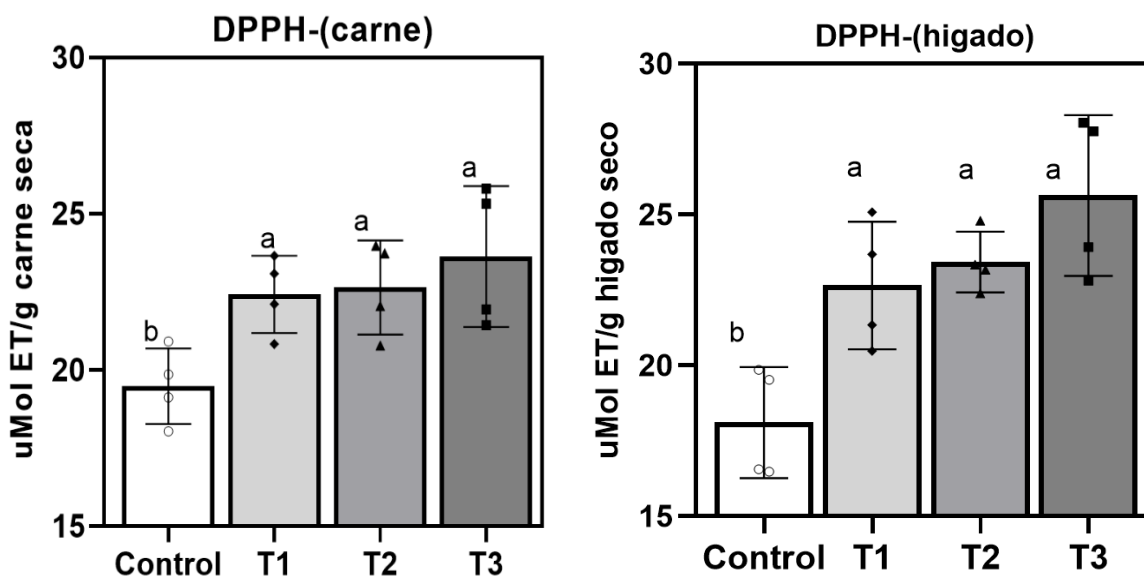 DPPH-(carne)
uMol ET/g carne seca
30
25
20
15
b
a
a
a
Control T1 T2 T3
DPPH-(higado)
uMol ET/g higado seco
30
25
20
15
b
a
a
a
Control T1 T2 T3